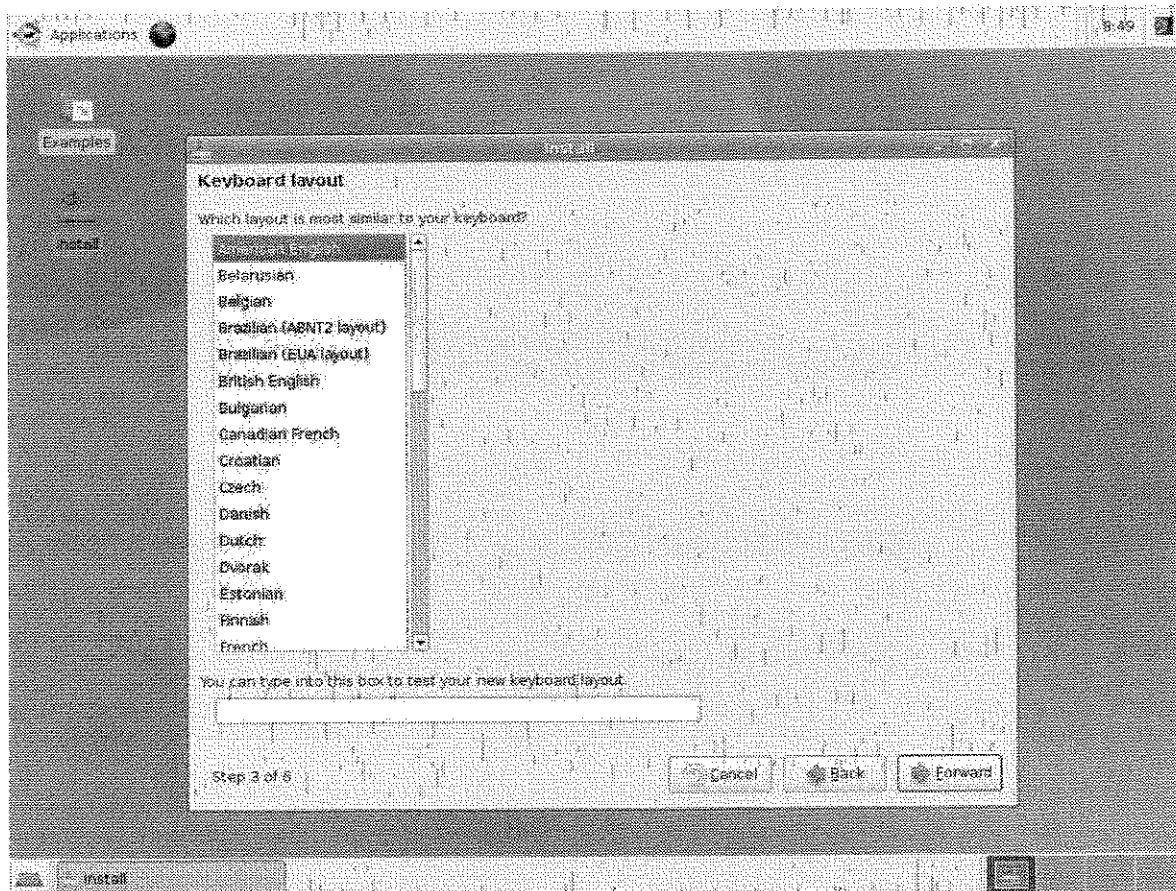 Applications
8:49
Examples
Install
Install
Keyboard layout
Which layout is most similar to your keyboard?
American English
Belarusian
Belgian
Brazilian (ABNT2 layout)
Brazilian (EUA layout)
British English
Bulgarian
Canadian French
Croatian
Czech
Danish
Dutch
Dvorak
Estonian
Finnish
French
You can type into this box to test your new keyboard layout.
Step 3 of 6
Cancel
Back
Forward
Install